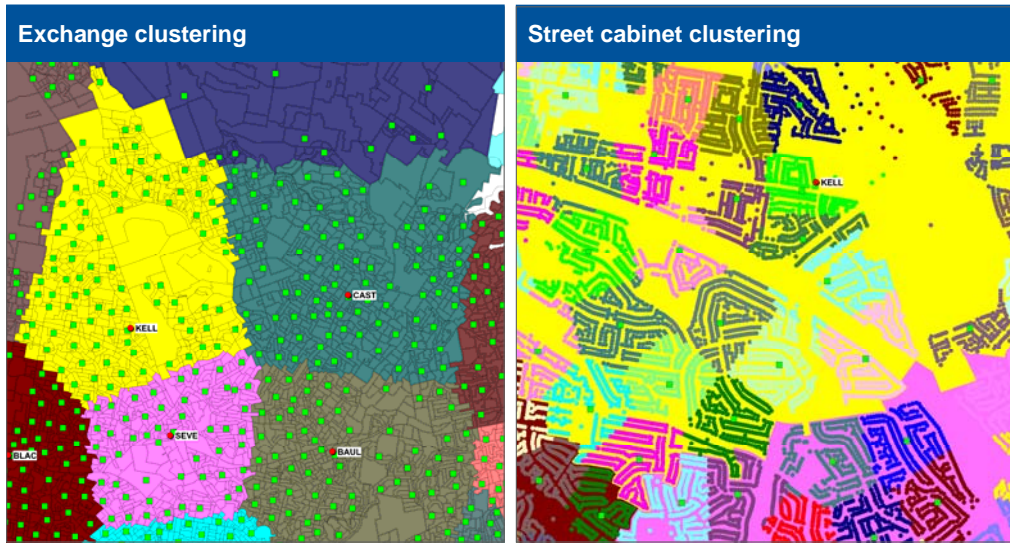 Exchange clustering
Street cabinet clustering
KELL
CAST
KELL
SEVE
BLAC
BAUL